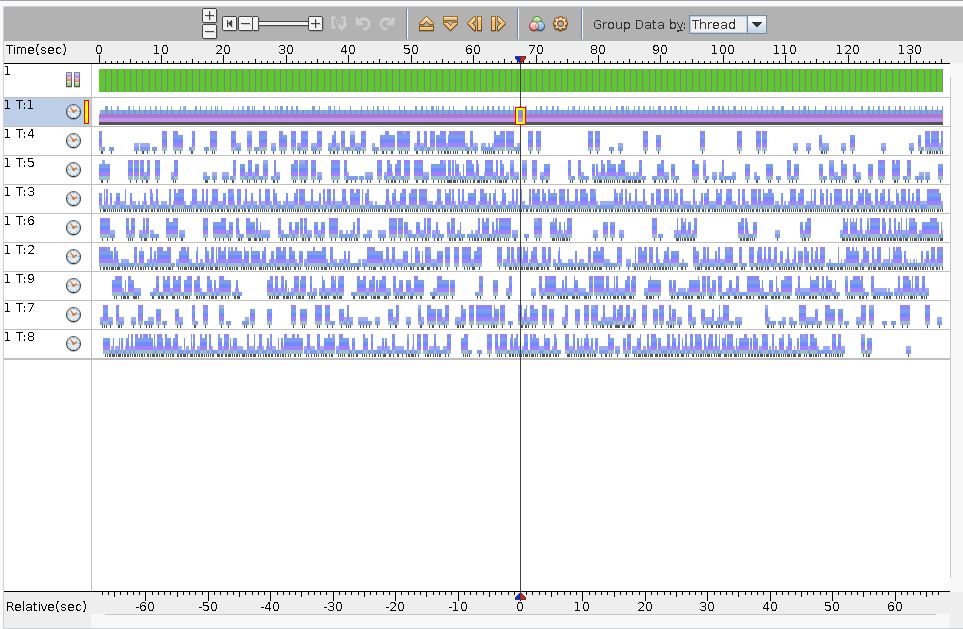 Group Data by: Thread
Time(sec) 0 10 20 30 40 50 60 70 80 90 100 110 120 130
1
1 T:1
1 T:4
1 T:5
1 T:3
1 T:6
1 T:2
1 T:9
1 T:7
1 T:8
Relative(sec) -60 -50 -40 -30 -20 -10 0 10 20 30 40 50 60